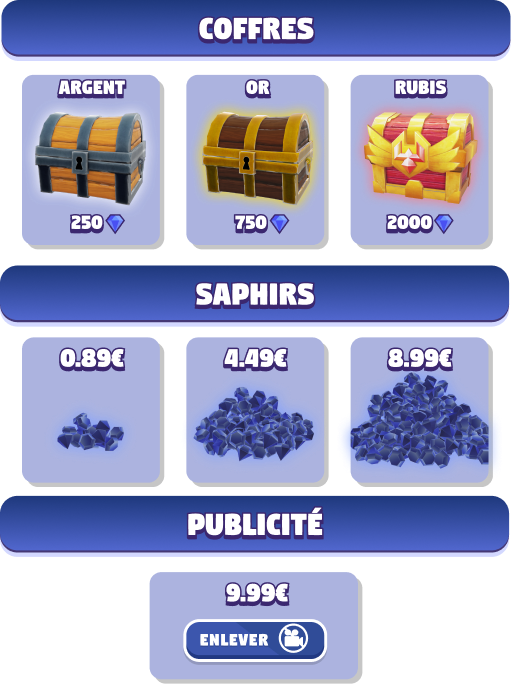 COFFRES
ARGENT OR RUBIS
250 750 2000
SAPHIRS
0.89€ 4.49€ 8.99€
PUBLICITÉ
9.99€
ENLEVER